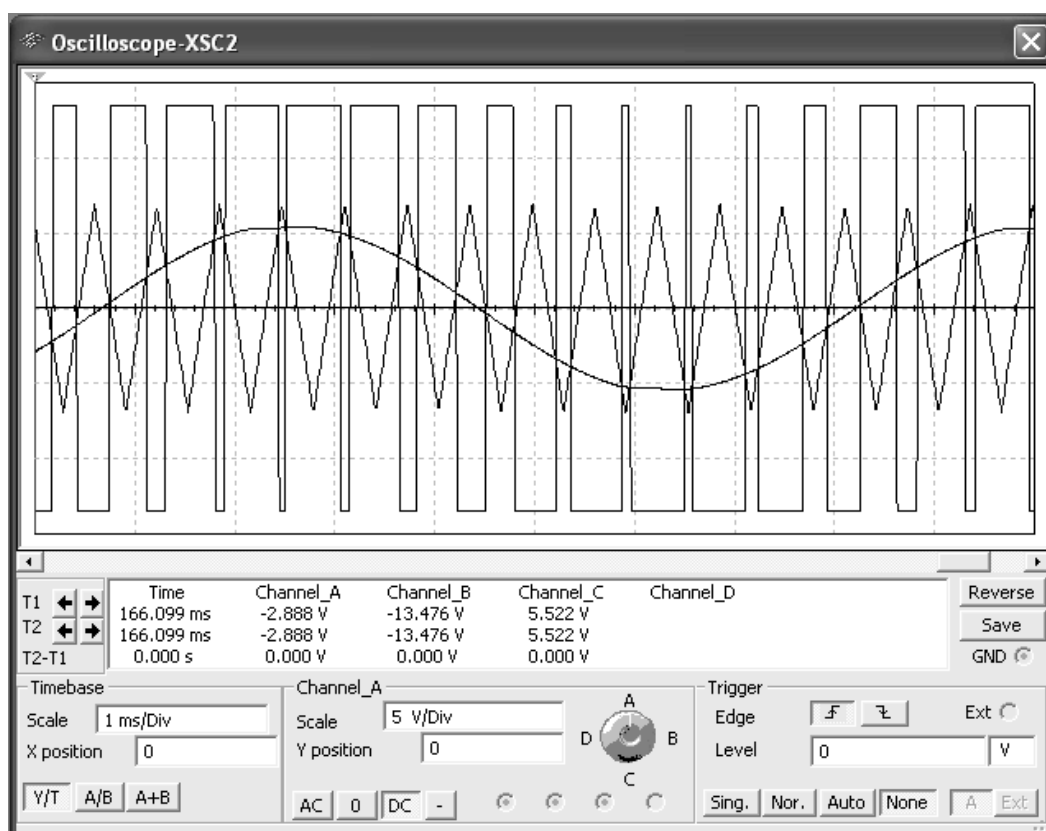 Oscilloscope-XSC2
T1
T2
T2-T1
Time Channel_A Channel_B Channel_C Channel_D
166.099 ms -2.888 V -13.476 V 5.522 V
166.099 ms -2.888 V -13.476 V 5.522 V
0.000 s 0.000 V 0.000 V 0.000 V
Reverse
Save
GND
Timebase
Scale 1 ms/Div
X position 0
Y/T A/B A+B
Channel_A
Scale 5 V/Div
Y position 0
AC 0 DC -
A
D B
C
Trigger
Edge Ext
Level 0 V
Sing. Nor. Auto None A Ext